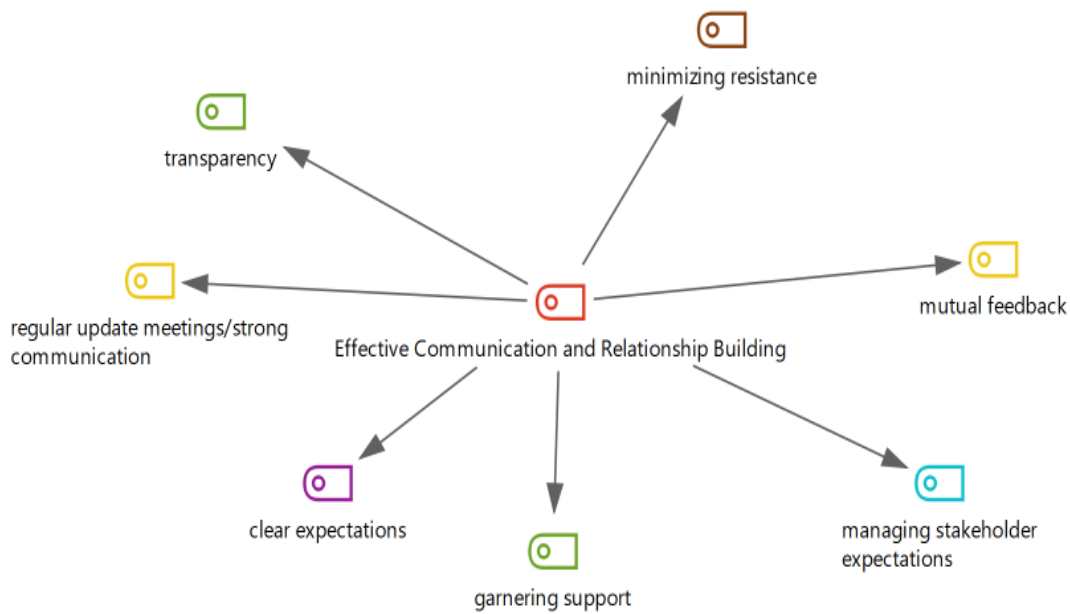 minimizing resistance
transparency
mutual feedback
regular update meetings/strong
communication
Effective Communication and Relationship Building
clear expectations
managing stakeholder
expectations
garnering support